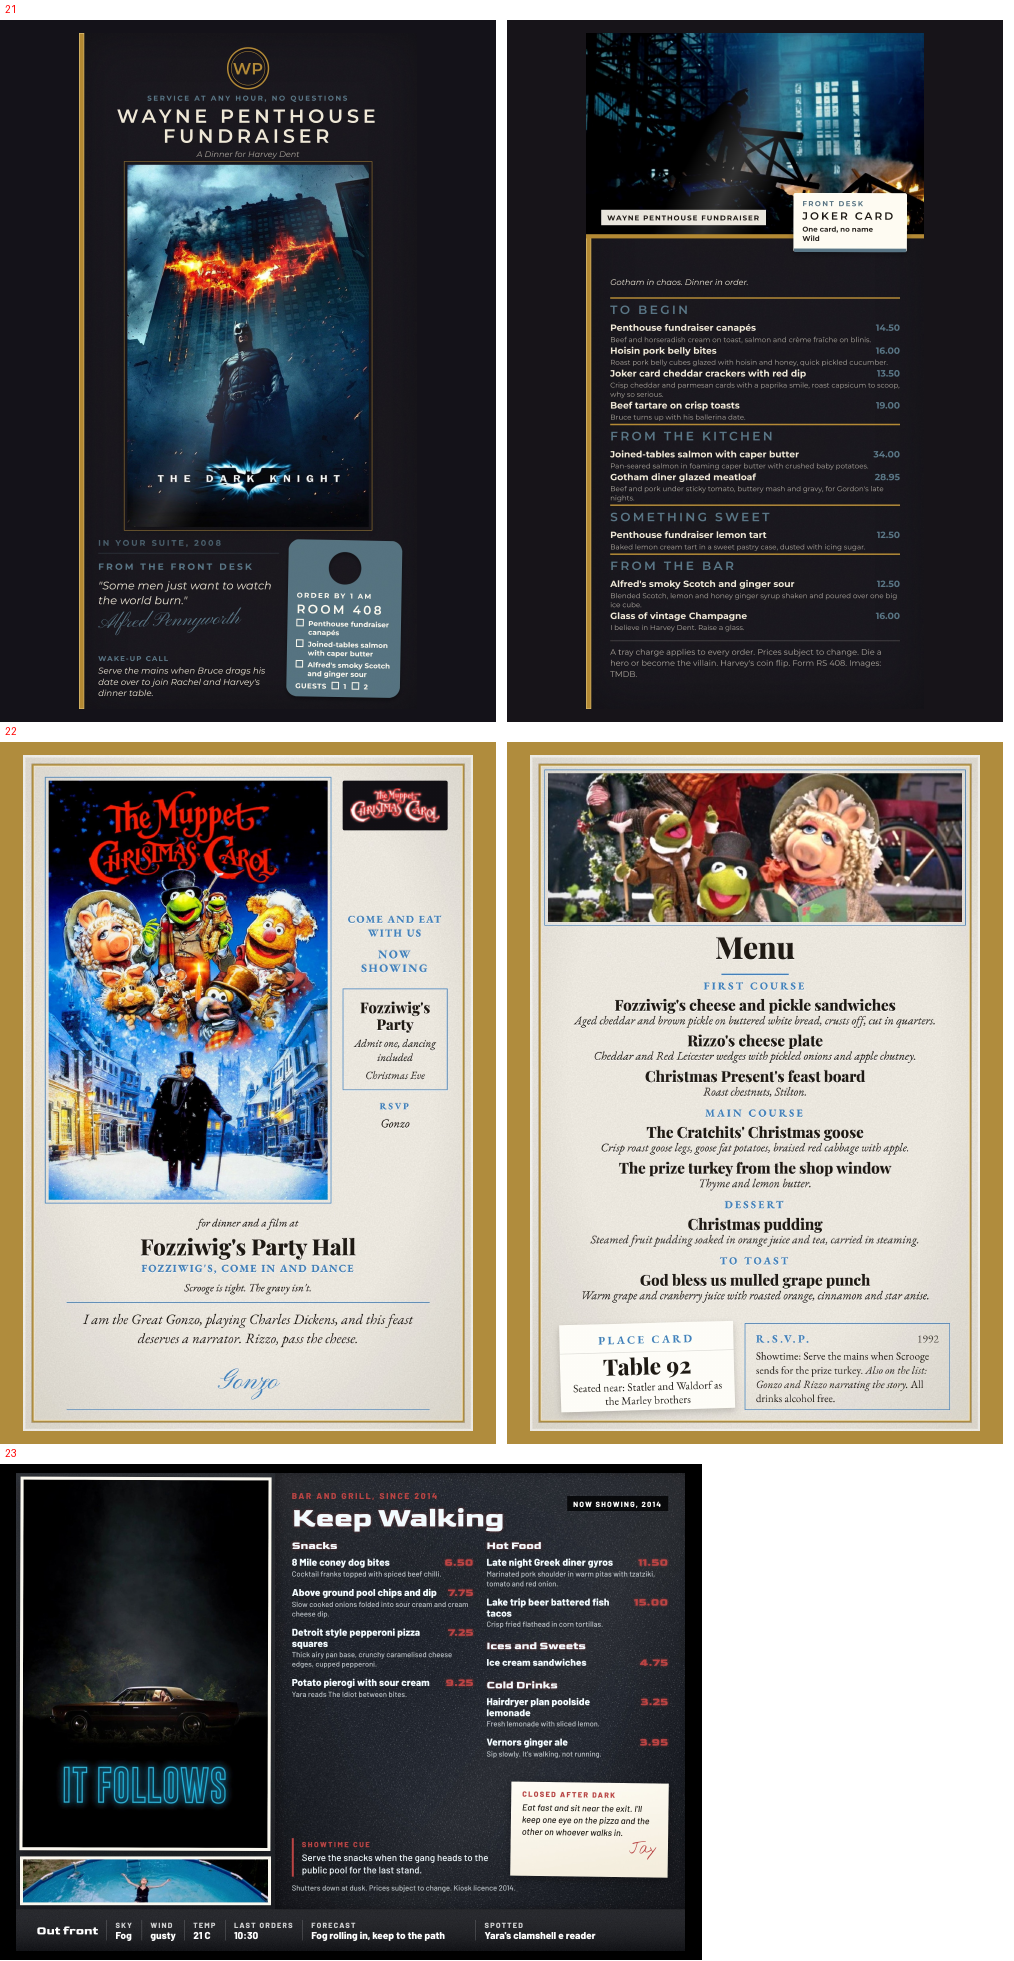 21
WP
SERVICE AT ANY HOUR, NO QUESTIONS
WAYNE PENTHOUSE
FUNDRAISER
A Dinner for Harvey Dent
THE DARK KNIGHT
IN YOUR SUITE, 2008
FROM THE FRONT DESK
"Some men just want to watch
the world burn."
Alfred Pennyworth
WAKE-UP CALL
Serve the mains when Bruce drags his
date over to join Rachel and Harvey's
dinner table.
ORDER BY 1 AM
ROOM 408
Penthouse fundraiser
canapés
Joined-tables salmon
with caper butter
Alfred's smoky Scotch
and ginger sour
GUESTS 1 2
WAYNE PENTHOUSE FUNDRAISER
FRONT DESK
JOKER CARD
One card, no name
Wild
Gotham in chaos. Dinner in order.
TO BEGIN
Penthouse fundraiser canapés 14.50
Beef and horseradish cream on toast, salmon and crème fraîche on blinis.
Hoisin pork belly bites 16.00
Roast pork belly cubes glazed with hoisin and honey, quick pickled cucumber.
Joker card cheddar crackers with red dip 13.50
Crisp cheddar and parmesan cards with a paprika smile, roast capsicum to scoop,
why so serious.
Beef tartare on crisp toasts 19.00
Bruce turns up with his ballerina date.
FROM THE KITCHEN
Joined-tables salmon with caper butter 34.00
Pan-seared salmon in foaming caper butter with crushed baby potatoes.
Gotham diner glazed meatloaf 28.95
Beef and pork under sticky tomato, buttery mash and gravy, for Gordon's late
nights.
SOMETHING SWEET
Penthouse fundraiser lemon tart 12.50
Baked lemon cream tart in a sweet pastry case, dusted with icing sugar.
FROM THE BAR
Alfred's smoky Scotch and ginger sour 12.50
Blended Scotch, lemon and honey ginger syrup shaken and poured over one big
ice cube.
Glass of vintage Champagne 16.00
I believe in Harvey Dent. Raise a glass.
A tray charge applies to every order. Prices subject to change. Die a
hero or become the villain. Harvey's coin flip. Form RS 408. Images:
TMDB.
22
The Muppet
CHRISTMAS CAROL
The Muppet
CHRISTMAS CAROL
COME AND EAT
WITH US
NOW
SHOWING
Fozziwig's
Party
Admit one, dancing
included
Christmas Eve
RSVP
Gonzo
for dinner and a film at
Fozziwig's Party Hall
FOZZIWIG'S, COME IN AND DANCE
Scrooge is tight. The gravy isn't.
I am the Great Gonzo, playing Charles Dickens, and this feast
deserves a narrator. Rizzo, pass the cheese.
Gonzo
Menu
FIRST COURSE
Fozziwig's cheese and pickle sandwiches
Aged cheddar and brown pickle on buttered white bread, crusts off, cut in quarters.
Rizzo's cheese plate
Cheddar and Red Leicester wedges with pickled onions and apple chutney.
Christmas Present's feast board
Roast chestnuts, Stilton.
MAIN COURSE
The Cratchits' Christmas goose
Crisp roast goose legs, goose fat potatoes, braised red cabbage with apple.
The prize turkey from the shop window
Thyme and lemon butter.
DESSERT
Christmas pudding
Steamed fruit pudding soaked in orange juice and tea, carried in steaming.
TO TOAST
God bless us mulled grape punch
Warm grape and cranberry juice with roasted orange, cinnamon and star anise.
PLACE CARD
Table 92
Seated near: Statler and Waldorf as
the Marley brothers
R.S.V.P. 1992
Showtime: Serve the mains when Scrooge
sends for the prize turkey. Also on the list:
Gonzo and Rizzo narrating the story. All
drinks alcohol free.
23
IT FOLLOWS
BAR AND GRILL, SINCE 2014
Keep Walking
NOW SHOWING, 2014
Snacks
8 Mile coney dog bites 6.50
Cocktail franks topped with spiced beef chilli.
Above ground pool chips and dip 7.75
Slow cooked onions folded into sour cream and cream
cheese dip.
Detroit style pepperoni pizza 7.25
squares
Thick airy pan base, crunchy caramelised cheese
edges, cupped pepperoni.
Potato pierogi with sour cream 9.25
Yara reads The Idiot between bites.
Hot Food
Late night Greek diner gyros 11.50
Marinated pork shoulder in warm pitas with tzatziki,
tomato and red onion.
Lake trip beer battered fish 15.00
tacos
Crisp fried flathead in corn tortillas.
Ices and Sweets
Ice cream sandwiches 4.75
Cold Drinks
Hairdryer plan poolside 3.25
lemonade
Fresh lemonade with sliced lemon.
Vernors ginger ale 3.95
Sip slowly. It's walking, not running.
CLOSED AFTER DARK
Eat fast and sit near the exit. I'll
keep one eye on the pizza and the
other on whoever walks in.
Jay
SHOWTIME CUE
Serve the snacks when the gang heads to the
public pool for the last stand.
Shutters down at dusk. Prices subject to change. Kiosk licence 2014.
Out front
SKY
Fog
WIND
gusty
TEMP
21 C
LAST ORDERS
10:30
FORECAST
Fog rolling in, keep to the path
SPOTTED
Yara's clamshell e reader